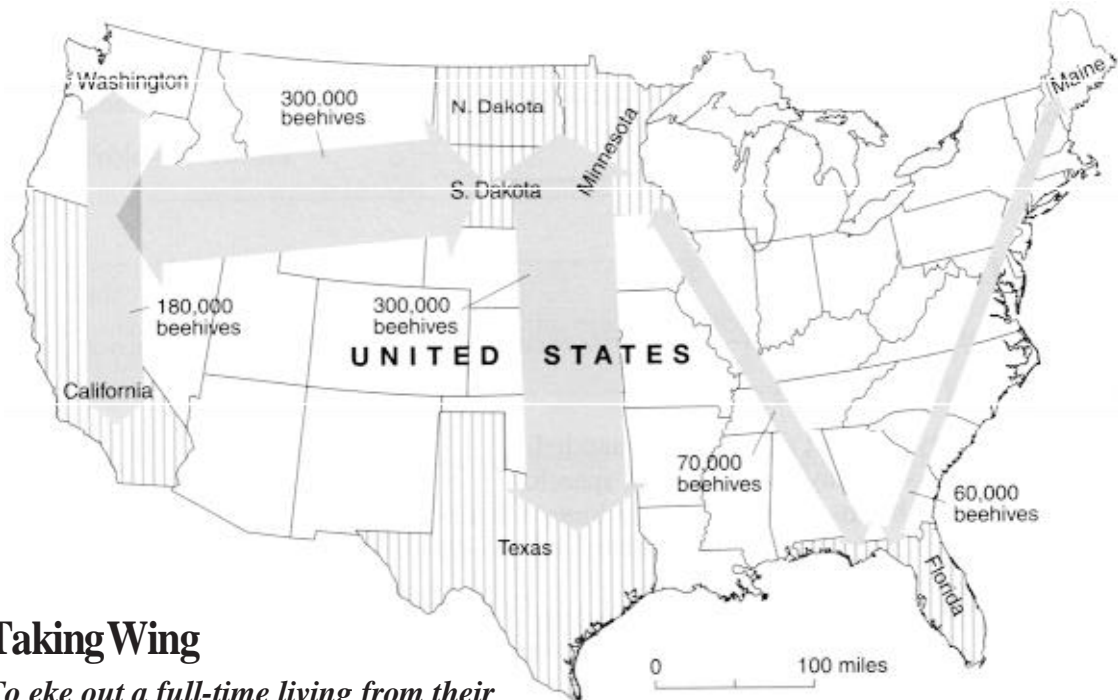 Washington
Maine
300,000
beehives
N. Dakota
Minnesota
S. Dakota
180,000
beehives
300,000
beehives
UNITED STATES
California
70,000
beehives
60,000
beehives
Texas
Florida
Taking Wing
0 100 miles
To eke out a full-time living from their